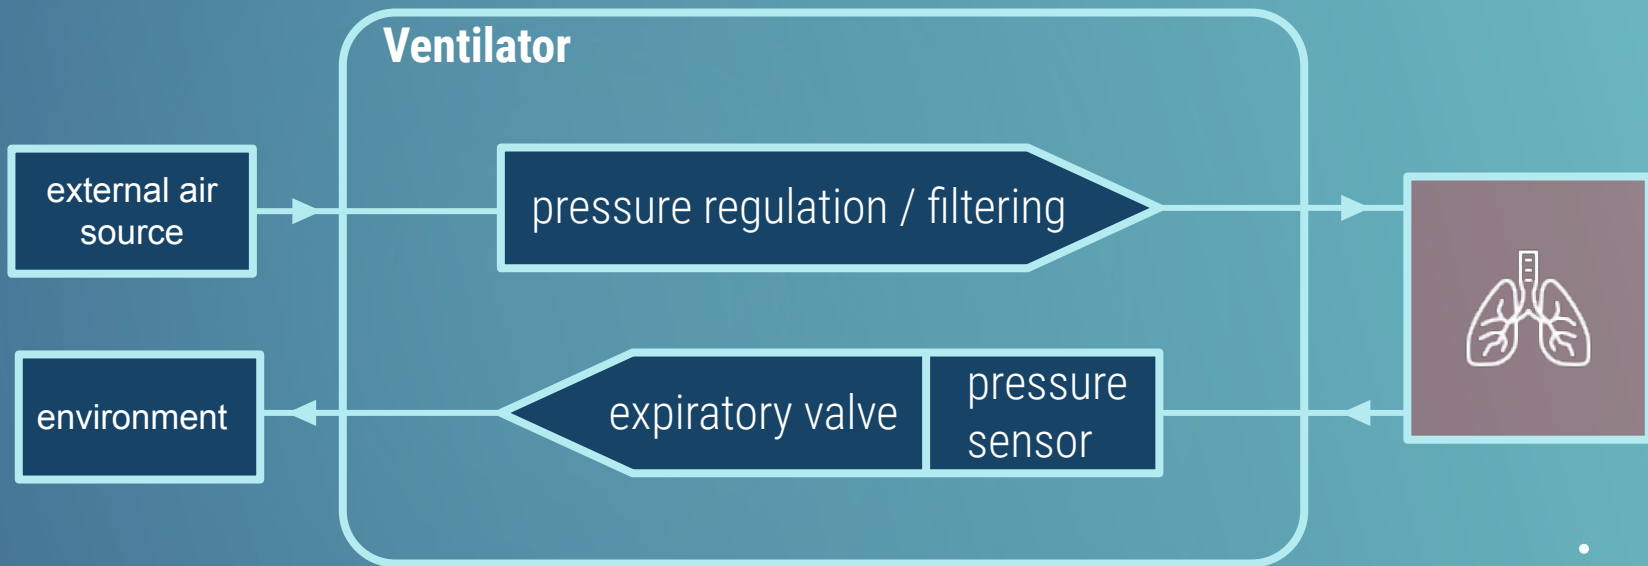 Ventilator
external air
source
pressure regulation / filtering
environment
expiratory valve
pressure
sensor